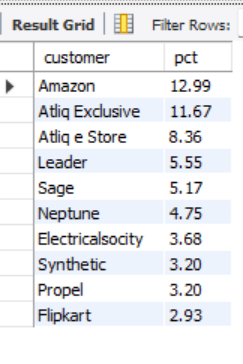 Result Grid Filter Rows:
customer pct
Amazon 12.99
Atliq Exclusive 11.67
Atliq e Store 8.36
Leader 5.55
Sage 5.17
Neptune 4.75
Electricalsocity 3.68
Synthetic 3.20
Propel 3.20
Flipkart 2.93